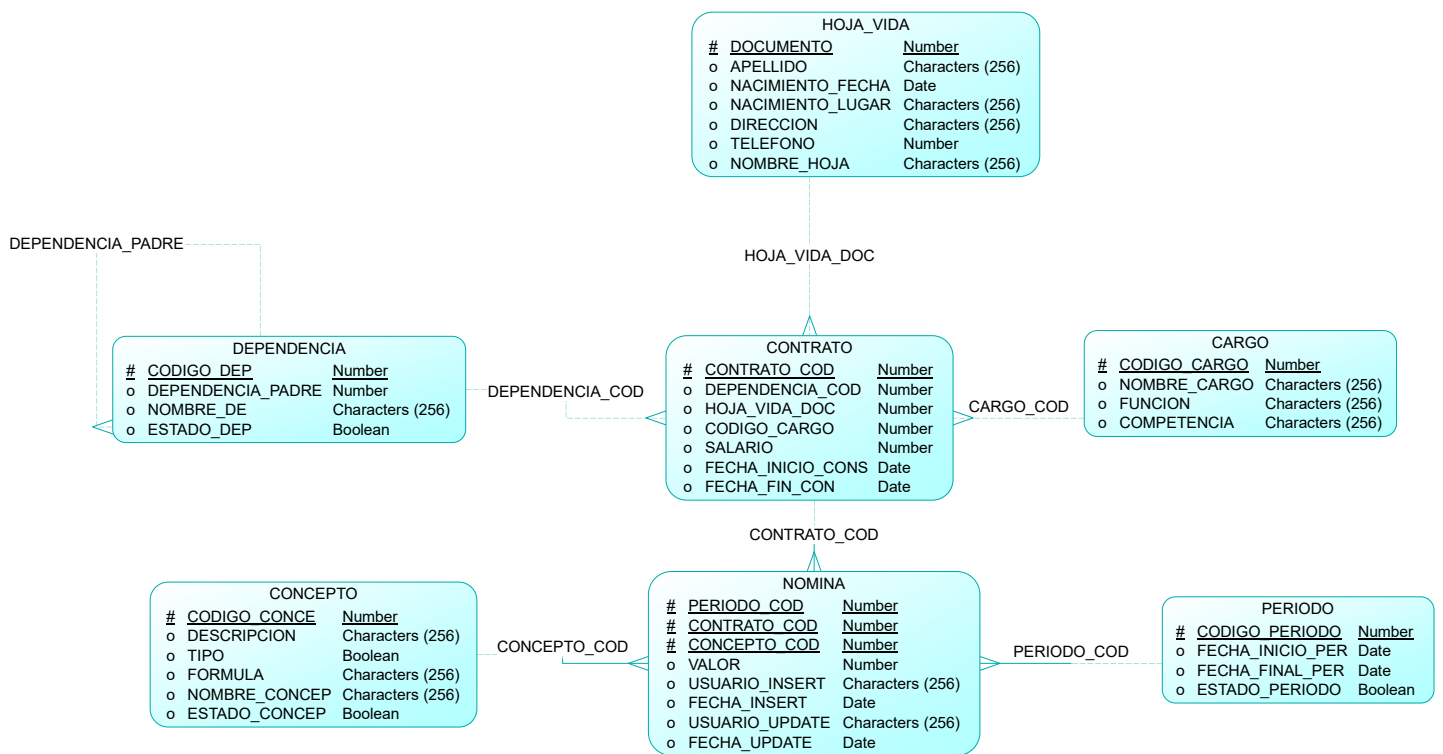 HOJA_VIDA
# DOCUMENTO Number
o APELLIDO Characters (256)
o NACIMIENTO_FECHA Date
o NACIMIENTO_LUGAR Characters (256)
o DIRECCION Characters (256)
o TELEFONO Number
o NOMBRE_HOJA Characters (256)
DEPENDENCIA_PADRE
HOJA_VIDA_DOC
DEPENDENCIA
# CODIGO_DEP Number
o DEPENDENCIA_PADRE Number
o NOMBRE_DE Characters (256)
o ESTADO_DEP Boolean
DEPENDENCIA_COD
CONTRATO
# CONTRATO_COD Number
o DEPENDENCIA_COD Number
o HOJA_VIDA_DOC Number
o CODIGO_CARGO Number
o SALARIO Number
o FECHA_INICIO_CONS Date
o FECHA_FIN_CON Date
CARGO_COD
CARGO
# CODIGO_CARGO Number
o NOMBRE_CARGO Characters (256)
o FUNCION Characters (256)
o COMPETENCIA Characters (256)
CONTRATO_COD
CONCEPTO
# CODIGO_CONCE Number
o DESCRIPCION Characters (256)
o TIPO Boolean
o FORMULA Characters (256)
o NOMBRE_CONCEP Characters (256)
o ESTADO_CONCEP Boolean
CONCEPTO_COD
NOMINA
# PERIODO_COD Number
# CONTRATO_COD Number
# CONCEPTO_COD Number
o VALOR Number
o USUARIO_INSERT Characters (256)
o FECHA_INSERT Date
o USUARIO_UPDATE Characters (256)
o FECHA_UPDATE Date
PERIODO_COD
PERIODO
# CODIGO_PERIODO Number
o FECHA_INICIO_PER Date
o FECHA_FINAL_PER Date
o ESTADO_PERIODO Boolean